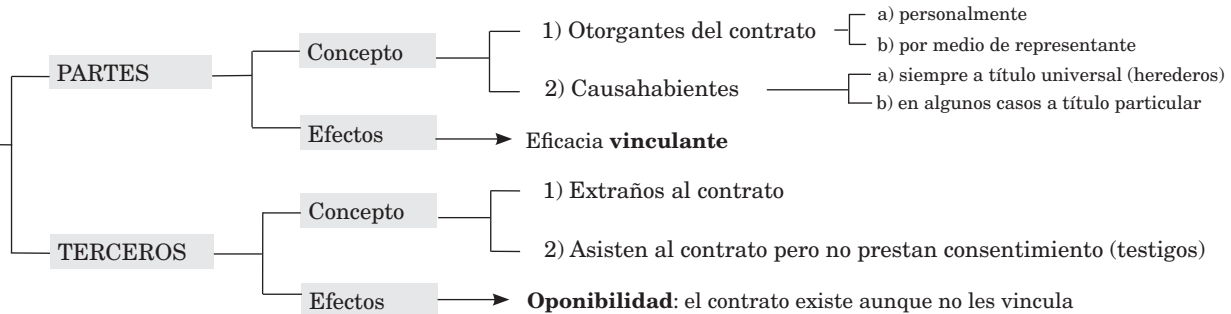 PARTES
Concepto
1) Otorgantes del contrato
a) personalmente
b) por medio de representante
2) Causahabientes
a) siempre a título universal (herederos)
b) en algunos casos a título particular
Efectos
Eficacia vinculante
TERCEROS
Concepto
1) Extraños al contrato
2) Asisten al contrato pero no prestan consentimiento (testigos)
Efectos
Oponibilidad: el contrato existe aunque no les vincula